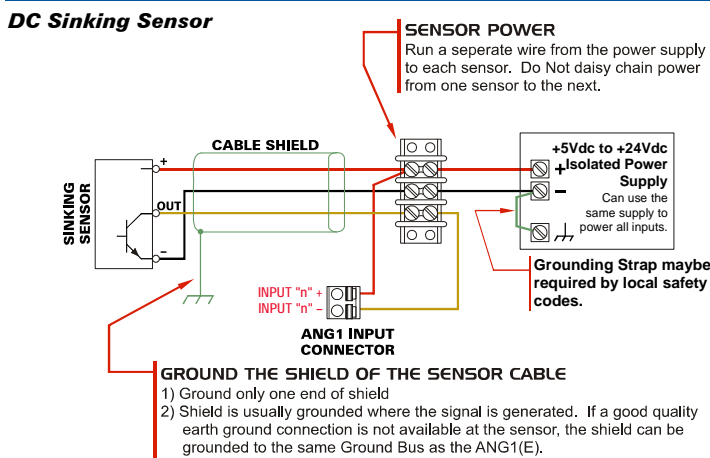 DC Sinking Sensor
SENSOR POWER
Run a seperate wire from the power supply
to each sensor. Do Not daisy chain power
from one sensor to the next.
CABLE SHIELD
+5Vdc to +24Vdc
Isolated Power
Supply
Can use the
same supply to
power all inputs.
+
–
SINKING
SENSOR
+
OUT
–
Grounding Strap maybe
required by local safety
codes.
INPUT "n" +
INPUT "n" –
ANG1 INPUT
CONNECTOR
GROUND THE SHIELD OF THE SENSOR CABLE
1) Ground only one end of shield
2) Shield is usually grounded where the signal is generated. If a good quality
earth ground connection is not available at the sensor, the shield can be
grounded to the same Ground Bus as the ANG1(E).